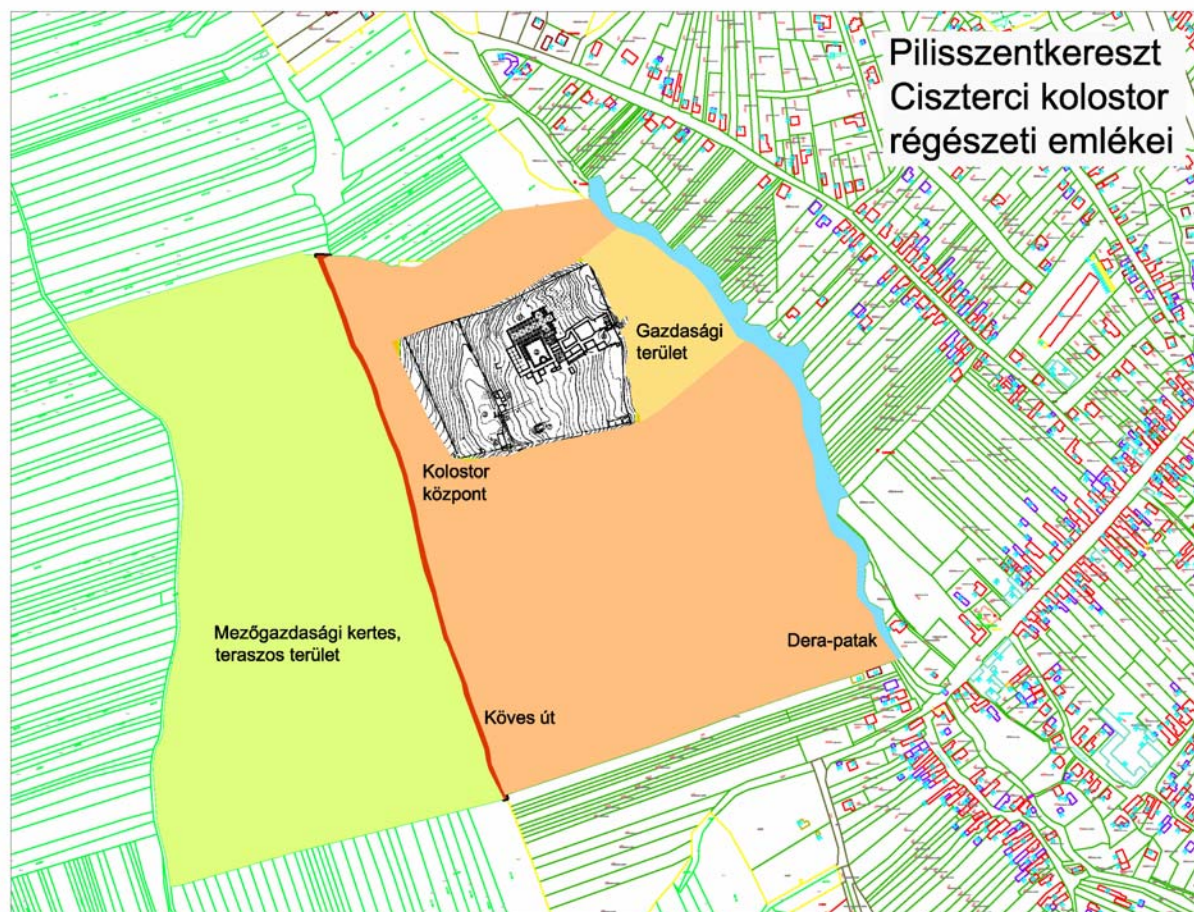 Pilisszentkereszt
Ciszterci kolostor
régészeti emlékei
Gazdasági
terület
Kolostor
központ
Mezőgazdasági kertes,
teraszos terület
Dera-patak
Köves út